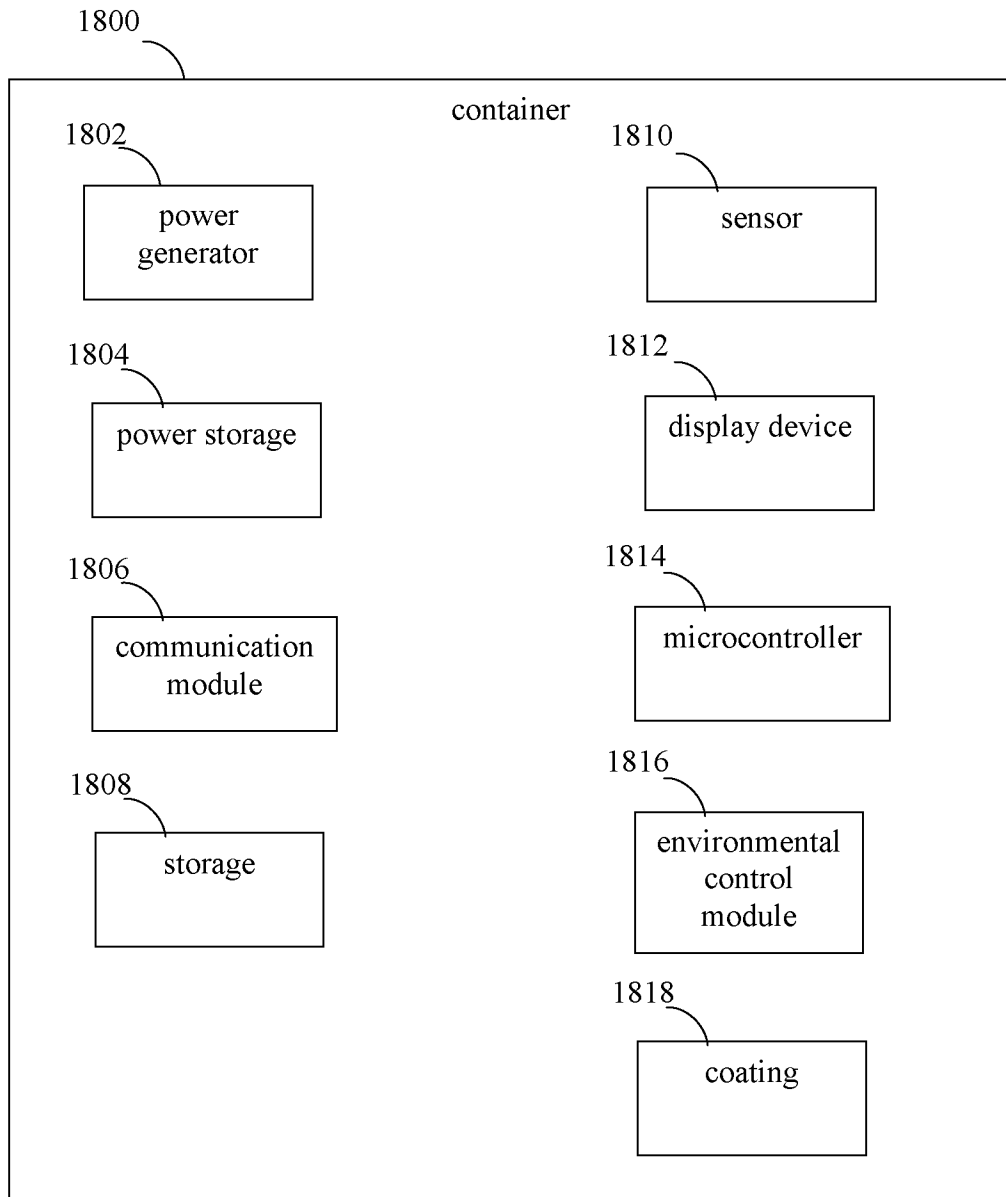 1800
container
1802
power
generator
1804
power storage
1806
communication
module
1808
storage
1810
sensor
1812
display device
1814
microcontroller
1816
environmental
control
module
1818
coating